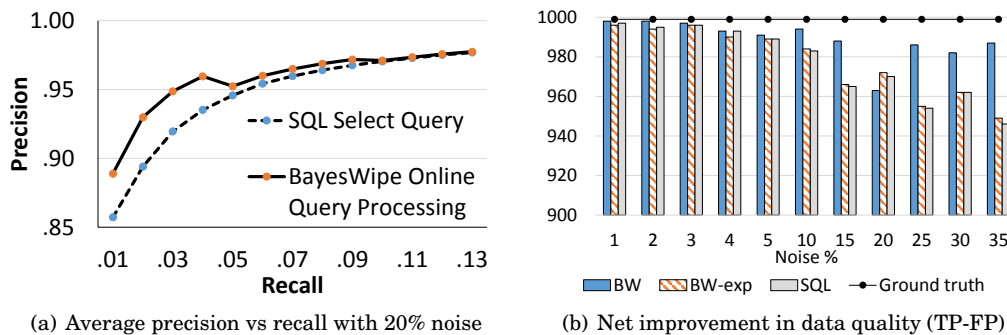 1.00
.95
.90
.85
Precision
SQL Select Query
BayesWipe Online
Query Processing
.01 .03 .05 .07 .09 .11 .13
Recall
(a) Average precision vs recall with 20% noise
1000
980
960
940
920
900
1 2 3 4 5 10 15 20 25 30 35
Noise %
BW BW-exp SQL Ground truth
(b) Net improvement in data quality (TP-FP)